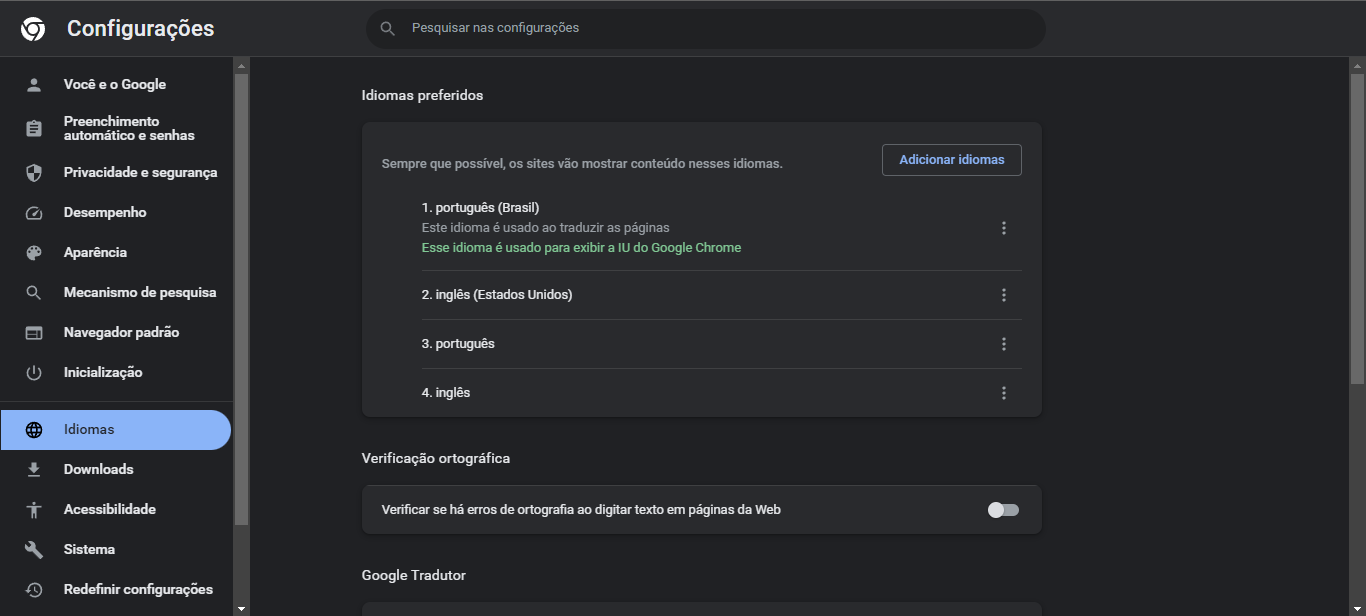 Configurações
Pesquisar nas configurações
Você e o Google
Preenchimento
automático e senhas
Privacidade e segurança
Desempenho
Aparência
Mecanismo de pesquisa
Navegador padrão
Inicialização
Idiomas
Downloads
Acessibilidade
Sistema
Redefinir configurações
Idiomas preferidos
Sempre que possível, os sites vão mostrar conteúdo nesses idiomas.
Adicionar idiomas
1. português (Brasil)
Este idioma é usado ao traduzir as páginas
Esse idioma é usado para exibir a IU do Google Chrome
2. inglês (Estados Unidos)
3. português
4. inglês
Verificação ortográfica
Verificar se há erros de ortografia ao digitar texto em páginas da Web
Google Tradutor